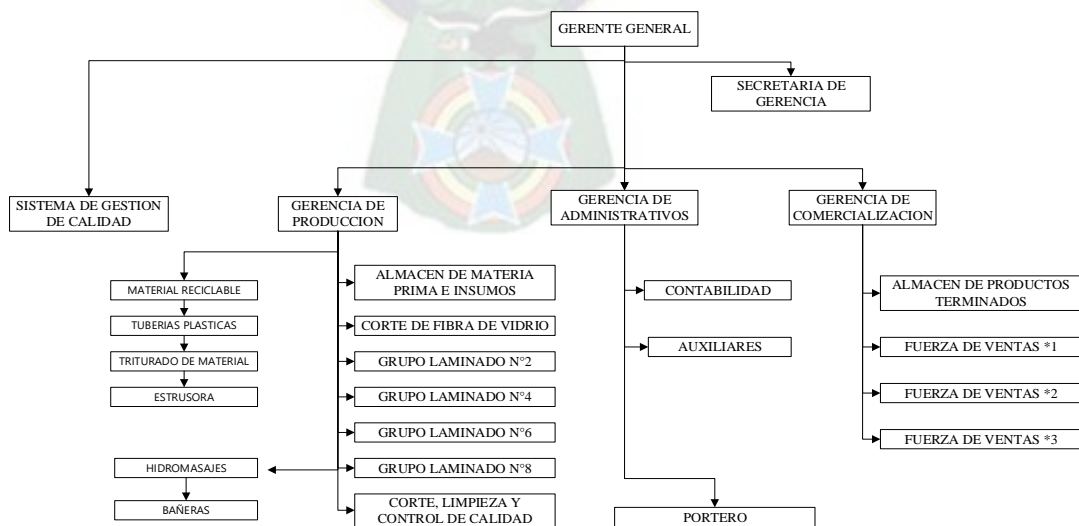 GERENTE GENERAL
SECRETARIA DE
GERENCIA
SISTEMA DE GESTION
DE CALIDAD
GERENCIA DE
PRODUCCION
GERENCIA DE
ADMINISTRATIVOS
GERENCIA DE
COMERCIALIZACION
MATERIAL RECICLABLE
TUBERIAS PLASTICAS
TRITURADO DE MATERIAL
ESTRUSORA
HIDROMASAJES
BAÑERAS
ALMACEN DE MATERIA
PRIMA E INSUMOS
CORTE DE FIBRA DE VIDRIO
GRUPO LAMINADO N°2
GRUPO LAMINADO N°4
GRUPO LAMINADO N°6
GRUPO LAMINADO N°8
CORTE, LIMPIEZA Y
CONTROL DE CALIDAD
CONTABILIDAD
AUXILIARES
PORTERO
ALMACEN DE PRODUCTOS
TERMINADOS
FUERZA DE VENTAS *1
FUERZA DE VENTAS *2
FUERZA DE VENTAS *3